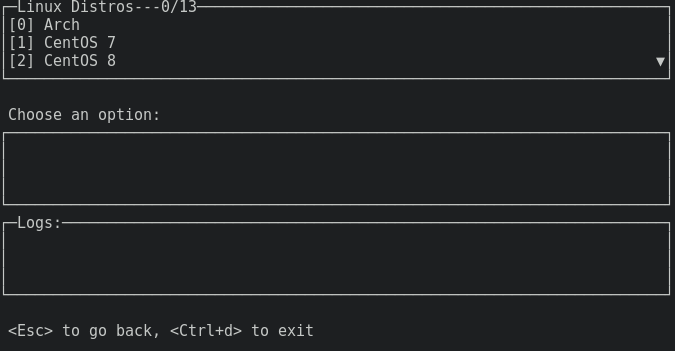 Linux Distros---0/13
[0] Arch
[1] CentOS 7
[2] CentOS 8
▼
Choose an option:
Logs:
<Esc> to go back, <Ctrl+d> to exit